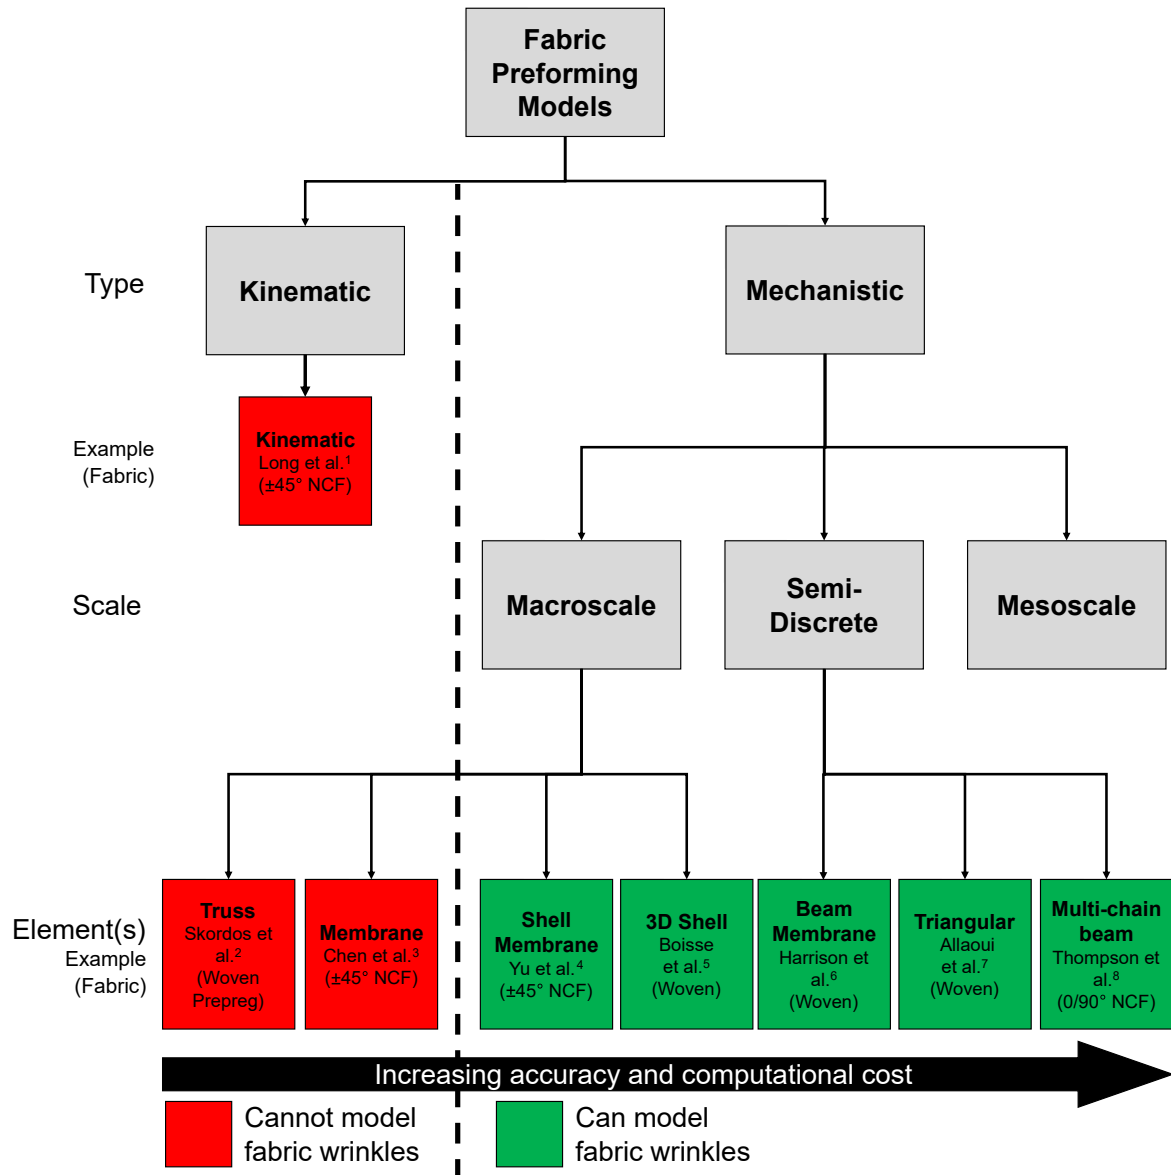 Fabric
Preforming
Models
Type
Kinematic
Mechanistic
Example
(Fabric)
Kinematic
Long et al.¹
(±45° NCF)
Scale
Macroscale
Semi-
Discrete
Mesoscale
Element(s)
Example
(Fabric)
Truss
Skordos et
al.²
(Woven
Prepreg)
Membrane
Chen et al.³
(±45° NCF)
Shell
Membrane
Yu et al.⁴
(±45° NCF)
3D Shell
Boisse
et al.⁵
(Woven)
Beam
Membrane
Harrison et
al.⁶
(Woven)
Triangular
Allaoui
et al.⁷
(Woven)
Multi-chain
beam
Thompson et
al.⁸
(0/90° NCF)
Increasing accuracy and computational cost
Cannot model
fabric wrinkles
Can model
fabric wrinkles